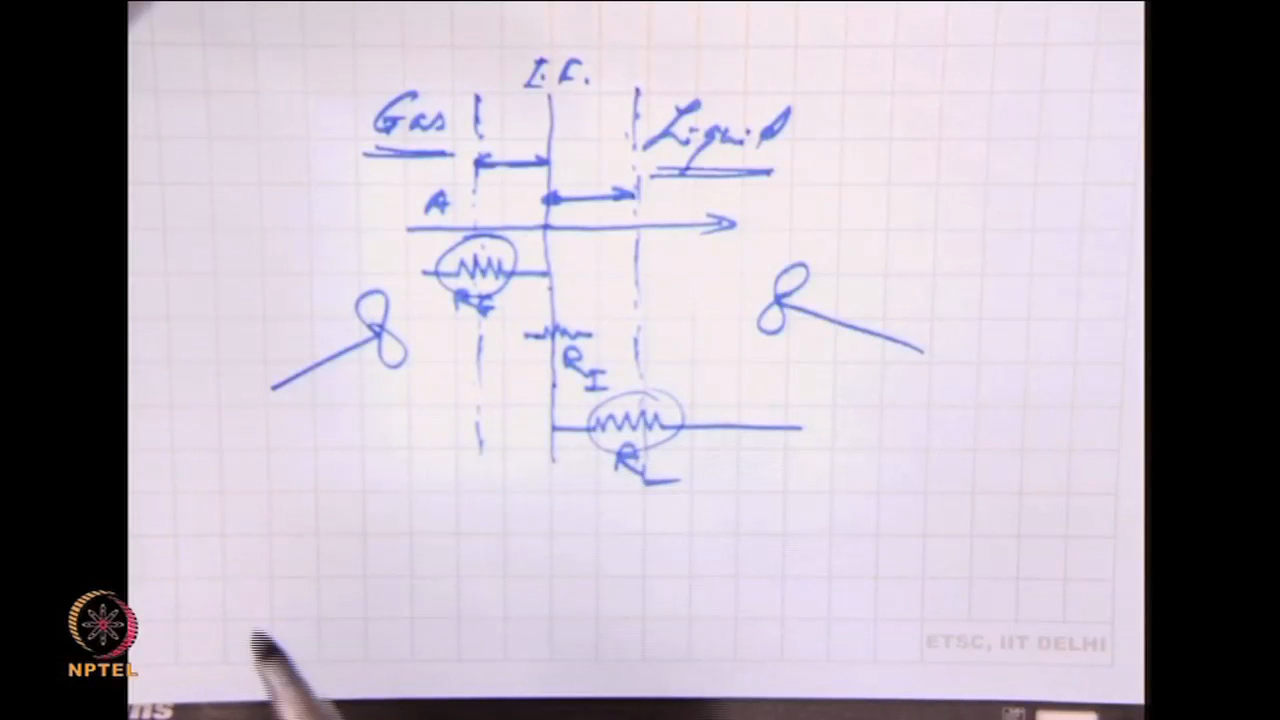 I.F.
Gas
Liquid
A
RG
RI
RL
ETSC, IIT DELHI
NPTEL